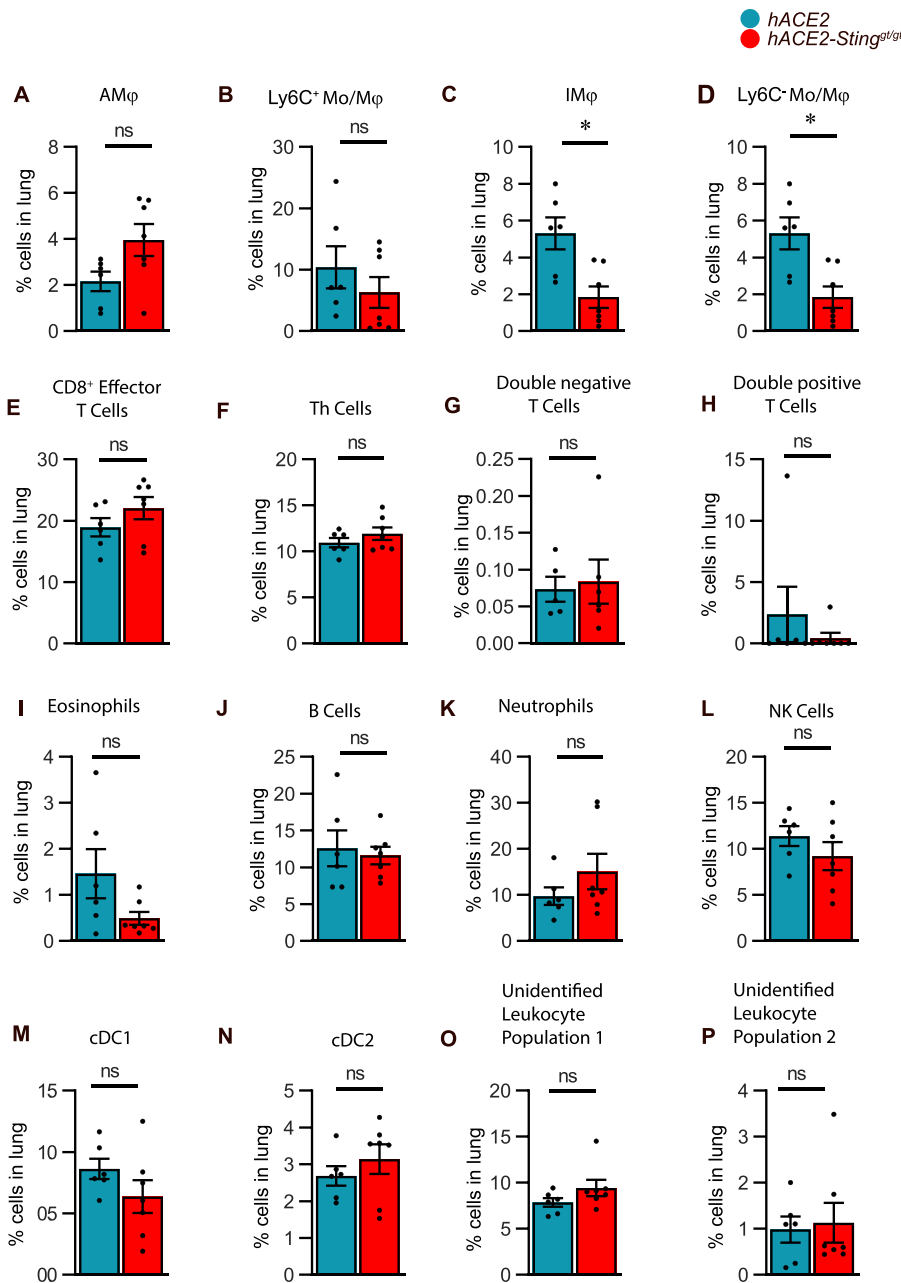 hACE2
hACE2-Sting^gt/gt
A AMφ
B Ly6C⁺ Mo/Mφ
C IMφ
D Ly6C⁻ Mo/Mφ
ns
ns
*
*
% cells in lung
8
6
4
2
0
% cells in lung
30
20
10
0
% cells in lung
10
8
6
4
2
0
% cells in lung
10
8
6
4
2
0
E CD8⁺ Effector
T Cells
F Th Cells
G Double negative
T Cells
H Double positive
T Cells
ns
ns
ns
ns
% cells in lung
30
20
10
0
% cells in lung
20
15
10
5
0
% cells in lung
0.25
0.20
0.15
0.10
0.05
0.00
% cells in lung
15
10
5
0
I Eosinophils
J B Cells
K Neutrophils
L NK Cells
ns
ns
ns
ns
% cells in lung
4
3
2
1
0
% cells in lung
25
20
15
10
5
0
% cells in lung
40
30
20
10
0
% cells in lung
20
15
10
5
0
M cDC1
N cDC2
O Unidentified
Leukocyte
Population 1
P Unidentified
Leukocyte
Population 2
ns
ns
ns
ns
% cells in lung
15
10
05
00
% cells in lung
5
4
3
2
1
0
% cells in lung
20
15
10
5
0
% cells in lung
4
3
2
1
0